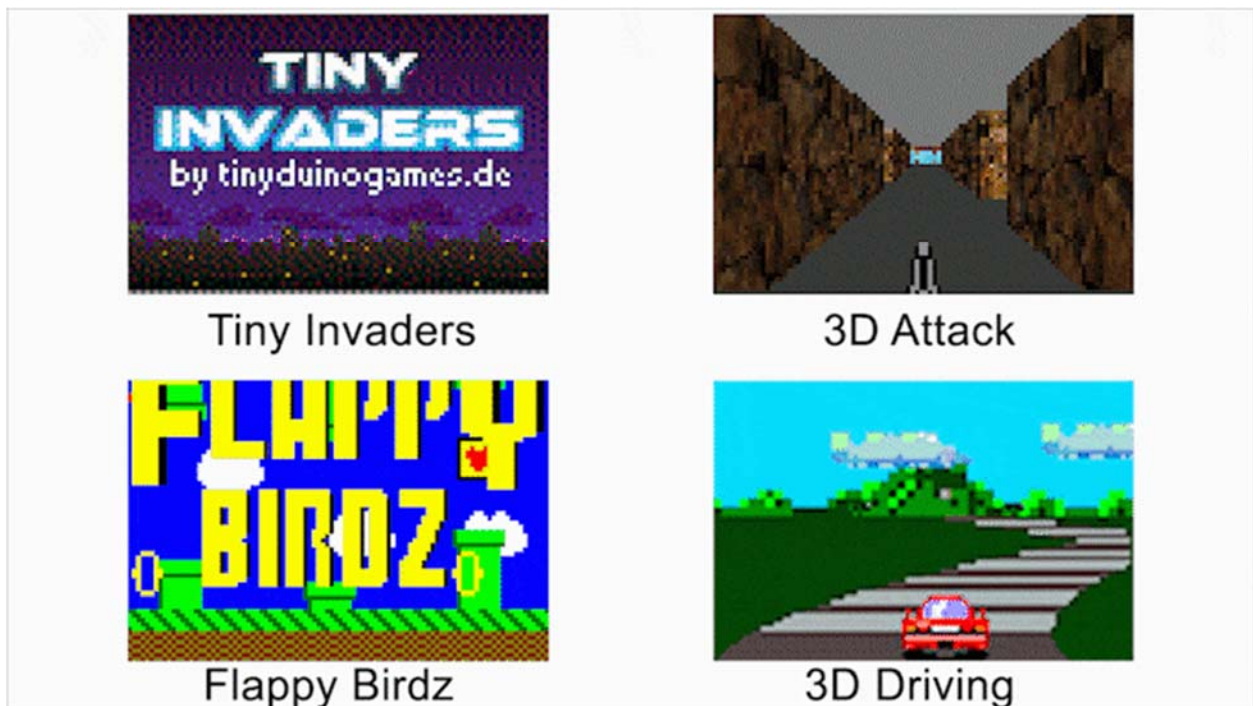 TINY
INVADERS
by tinyduinogames.de
Tiny Invaders
3D Attack
FLAPPY
BIRDZ
Flappy Birdz
3D Driving